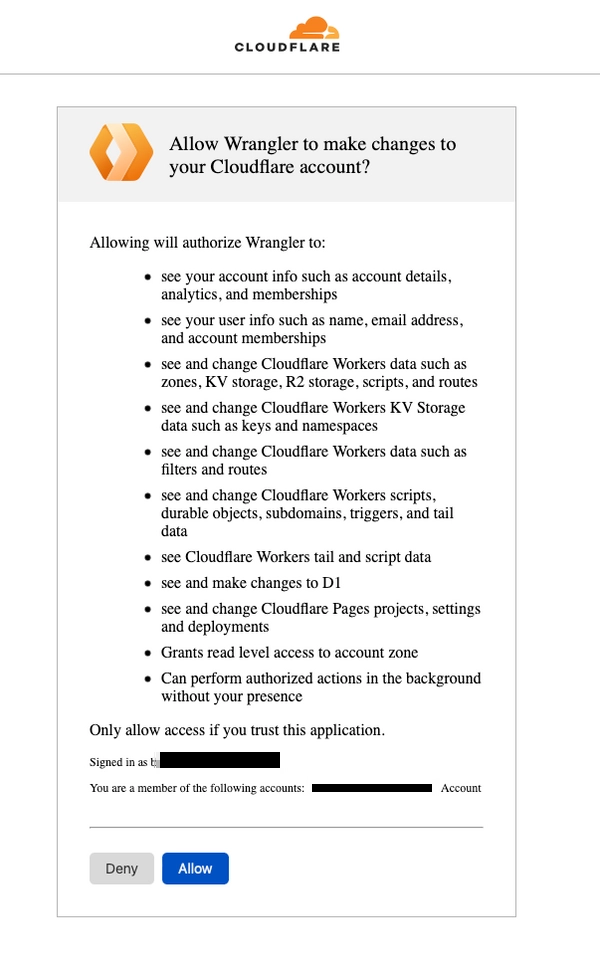 CLOUDFLARE
Allow Wrangler to make changes to
your Cloudflare account?
Allowing will authorize Wrangler to:
• see your account info such as account details,
analytics, and memberships
• see your user info such as name, email address,
and account memberships
• see and change Cloudflare Workers data such as
zones, KV storage, R2 storage, scripts, and routes
• see and change Cloudflare Workers KV Storage
data such as keys and namespaces
• see and change Cloudflare Workers data such as
filters and routes
• see and change Cloudflare Workers scripts,
durable objects, subdomains, triggers, and tail
data
• see Cloudflare Workers tail and script data
• see and make changes to D1
• see and change Cloudflare Pages projects, settings
and deployments
• Grants read level access to account zone
• Can perform authorized actions in the background
without your presence
Only allow access if you trust this application.
Signed in as
You are a member of the following accounts: Account
Deny Allow